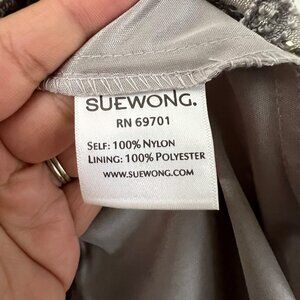 SUEWONG.
RN 69701
SELF: 100% NYLON
LINING: 100% POLYESTER
WWW.SUEWONG.COM